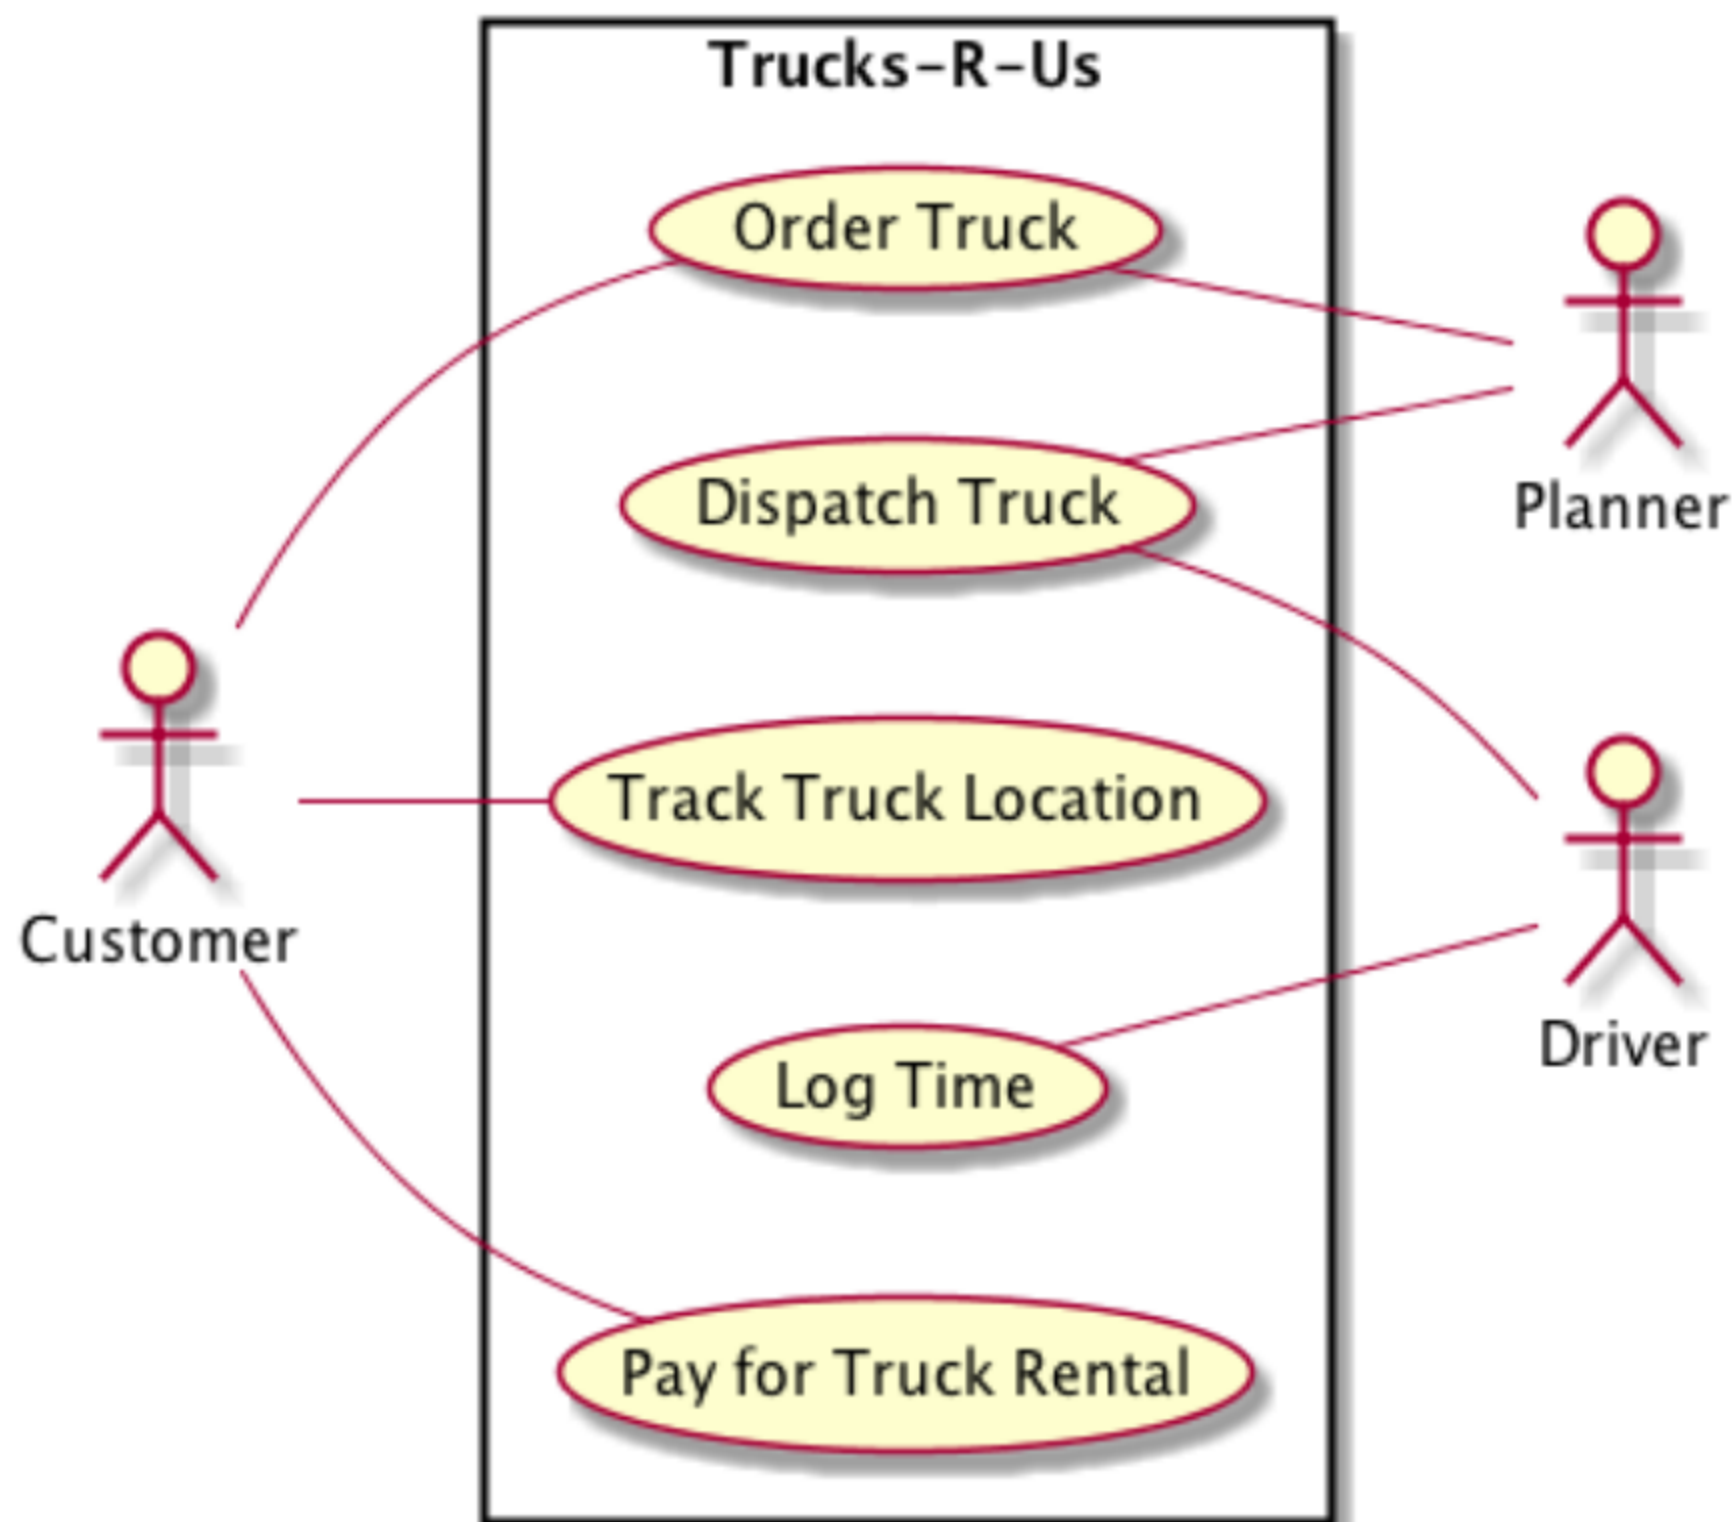 Trucks-R-Us
Order Truck
Planner
Dispatch Truck
Customer
Track Truck Location
Driver
Log Time
Pay for Truck Rental